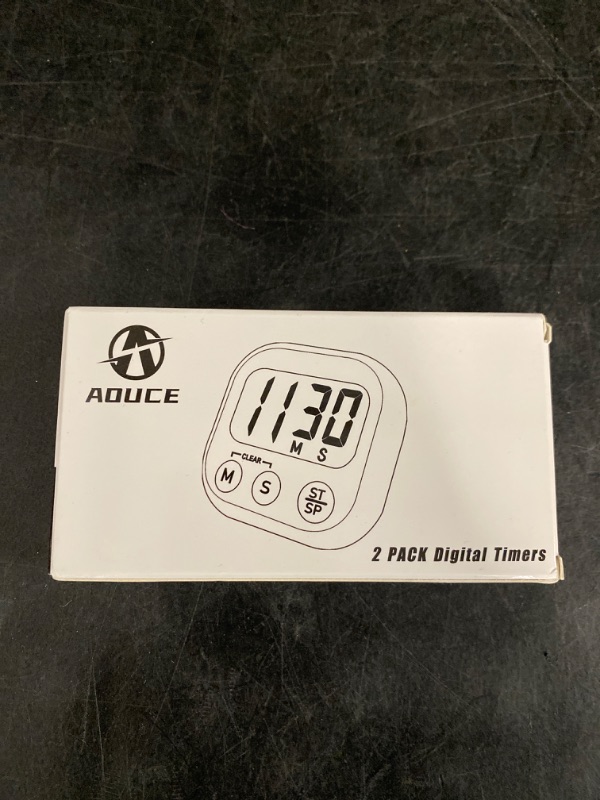 AOUCE
1130
M S
CLEAR
M S ST
SP
2 PACK Digital Timers